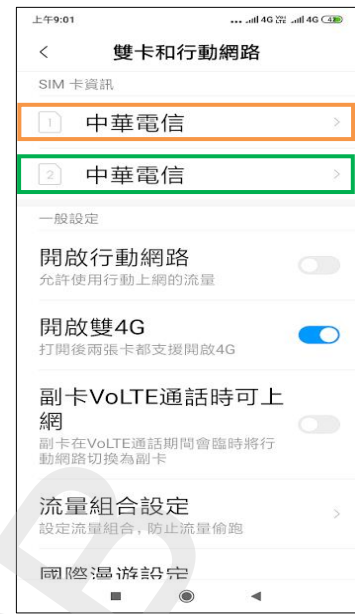 上午9:01
... 4G VoLTE 4G
雙卡和行動網路
SIM 卡資訊
1 中華電信
2 中華電信
一般設定
開啟行動網路
允許使用行動上網的流量
開啟雙4G
打開後兩張卡都支援開啟4G
副卡VoLTE通話時可上
網
副卡在VoLTE通話期間會臨時將行
動網路切換為副卡
流量組合設定
設定流量組合，防止流量偷跑
國際漫遊設定